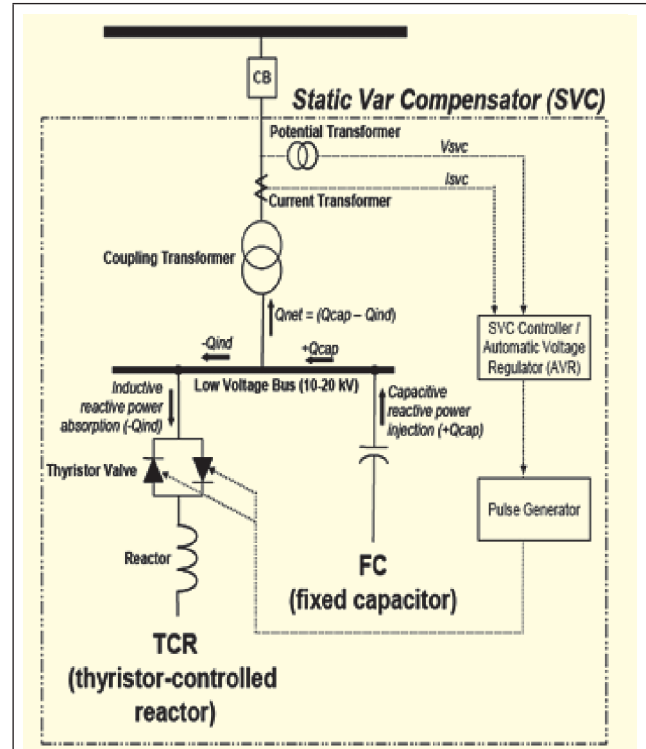 CB
Static Var Compensator (SVC)
Potential Transformer
Vsvc
Isvc
Current Transformer
Coupling Transformer
Qnet = (Qcap – Qind)
SVC Controller /
Automatic Voltage
Regulator (AVR)
-Qind
+Qcap
Low Voltage Bus (10-20 kV)
Inductive
reactive power
absorption (-Qind)
Capacitive
reactive power
injection (+Qcap)
Thyristor Valve
Pulse Generator
Reactor
FC
(fixed capacitor)
TCR
(thyristor-controlled
reactor)